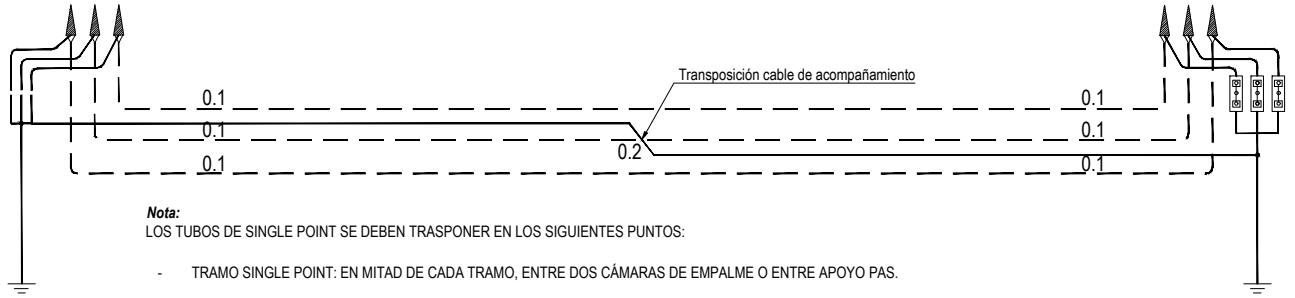 Transposición cable de acompañamiento
0.1
0.1
0.1
0.1
0.2
0.1
0.1
Nota:
LOS TUBOS DE SINGLE POINT SE DEBEN TRASPONER EN LOS SIGUIENTES PUNTOS:
- TRAMO SINGLE POINT: EN MITAD DE CADA TRAMO, ENTRE DOS CÁMARAS DE EMPALME O ENTRE APOYO PAS.